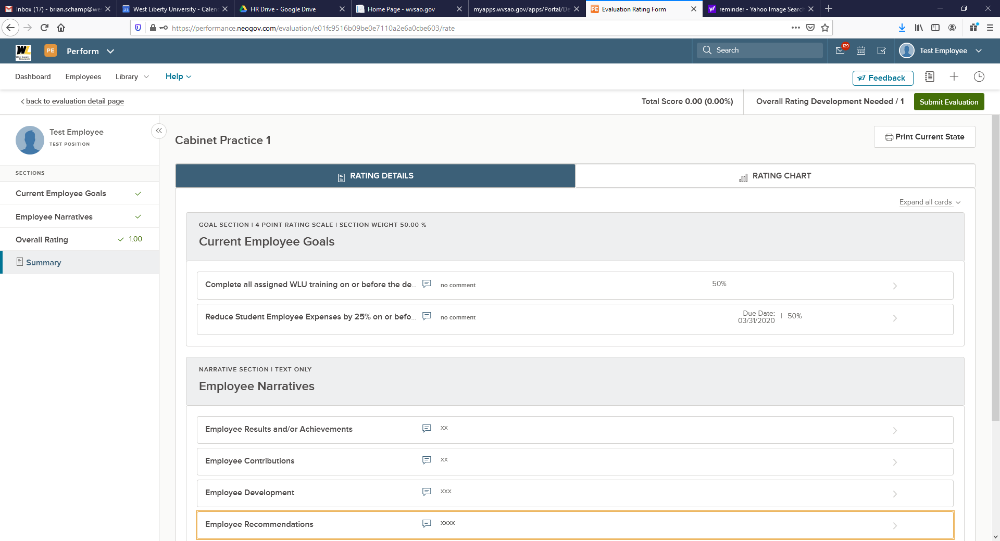 Inbox (17) - brian.schamp@we
West Liberty University - Calen
HR Drive - Google Drive
Home Page - wvsao.gov
myapps.wvsao.gov/apps/Portal/De
PE Evaluation Rating Form
reminder - Yahoo Image Search
https://performance.neogov.com/evaluation/e01fc9516b09be0e7110a2e6a0cbe603/rate
PE Perform
Search
129
Test Employee
Dashboard Employees Library Help
Feedback
back to evaluation detail page
Total Score 0.00 (0.00%)
Overall Rating Development Needed / 1
Submit Evaluation
Test Employee
TEST POSITION
SECTIONS
Current Employee Goals
Employee Narratives
Overall Rating 1.00
Summary
Cabinet Practice 1
Print Current State
RATING DETAILS
RATING CHART
Expand all cards
GOAL SECTION | 4 POINT RATING SCALE | SECTION WEIGHT 50.00 %
Current Employee Goals
Complete all assigned WLU training on or before the de... no comment 50%
Reduce Student Employee Expenses by 25% on or befo... no comment Due Date: 03/31/2020 | 50%
NARRATIVE SECTION | TEXT ONLY
Employee Narratives
Employee Results and/or Achievements xx
Employee Contributions xx
Employee Development xxx
Employee Recommendations xxxx